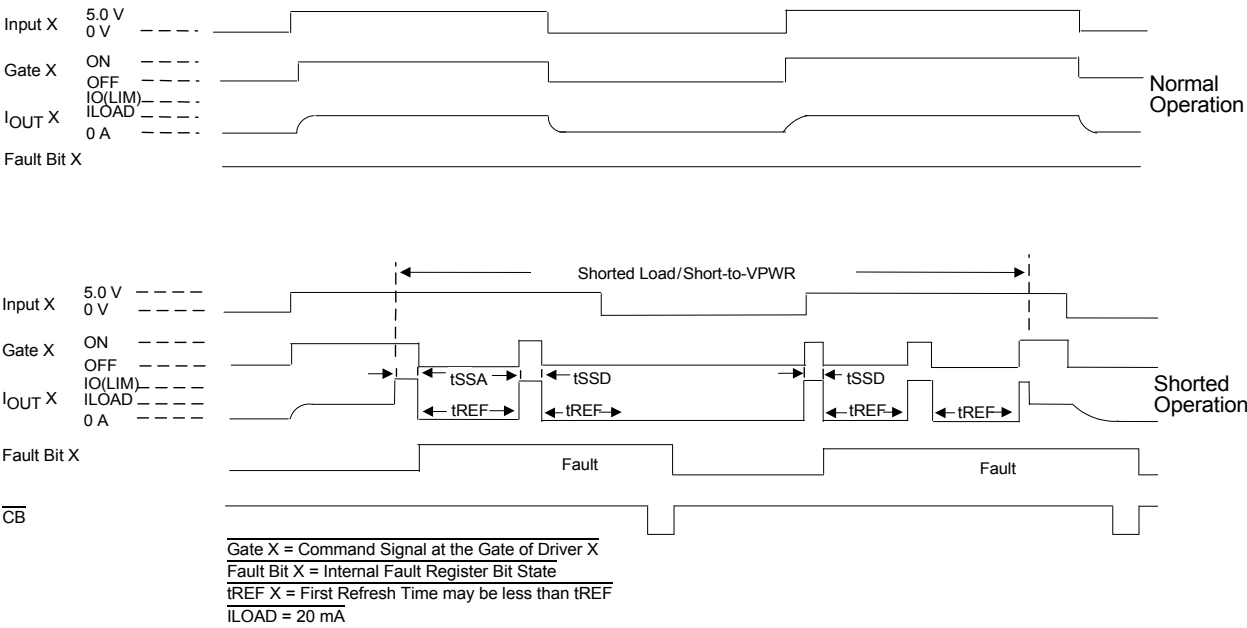 Input X 5.0 V
0 V
Gate X ON
OFF
IO(LIM)
IOUT X ILOAD
0 A
Fault Bit X
Normal
Operation
Shorted Load/Short-to-VPWR
Input X 5.0 V
0 V
Gate X ON
OFF
IO(LIM)
IOUT X ILOAD
0 A
tSSA tSSD tSSD
tREF tREF tREF tREF
Shorted
Operation
Fault Bit X Fault Fault
CB
Gate X = Command Signal at the Gate of Driver X
Fault Bit X = Internal Fault Register Bit State
tREF X = First Refresh Time may be less than tREF
ILOAD = 20 mA